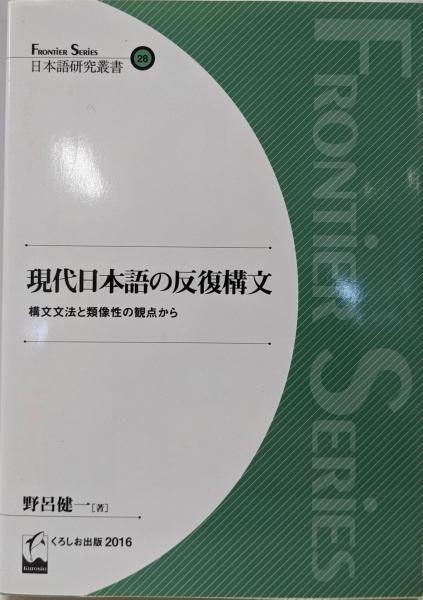 FRONTIER SERIES
日本語研究叢書 28
現代日本語の反復構文
構文文法と類像性の観点から
野呂健一[著]
Kurosio
くろしお出版 2016
FRONTIER SERIES